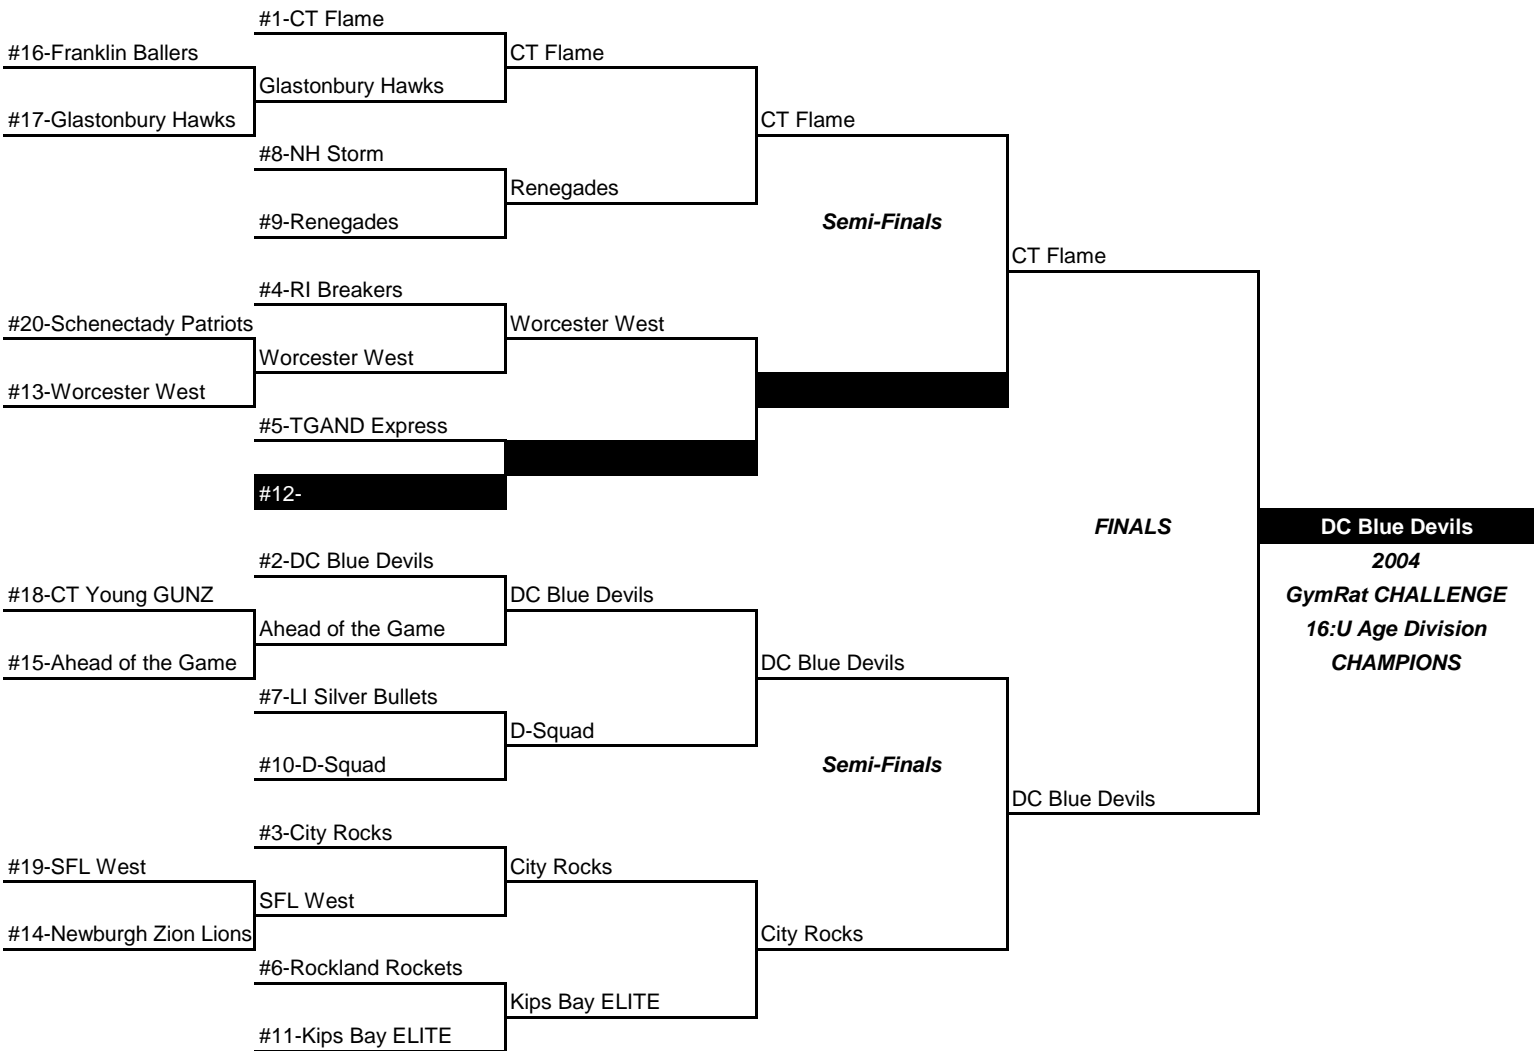 #1-CT Flame
#16-Franklin Ballers
CT Flame
Glastonbury Hawks
#17-Glastonbury Hawks
CT Flame
#8-NH Storm
Renegades
#9-Renegades
Semi-Finals
CT Flame
#4-RI Breakers
#20-Schenectady Patriots
Worcester West
Worcester West
#13-Worcester West
#5-TGAND Express
#12-
FINALS
DC Blue Devils
#2-DC Blue Devils
2004
#18-CT Young GUNZ
DC Blue Devils
GymRat CHALLENGE
Ahead of the Game
16:U Age Division
#15-Ahead of the Game
DC Blue Devils
CHAMPIONS
#7-LI Silver Bullets
D-Squad
#10-D-Squad
Semi-Finals
DC Blue Devils
#3-City Rocks
#19-SFL West
City Rocks
SFL West
#14-Newburgh Zion Lions
City Rocks
#6-Rockland Rockets
Kips Bay ELITE
#11-Kips Bay ELITE